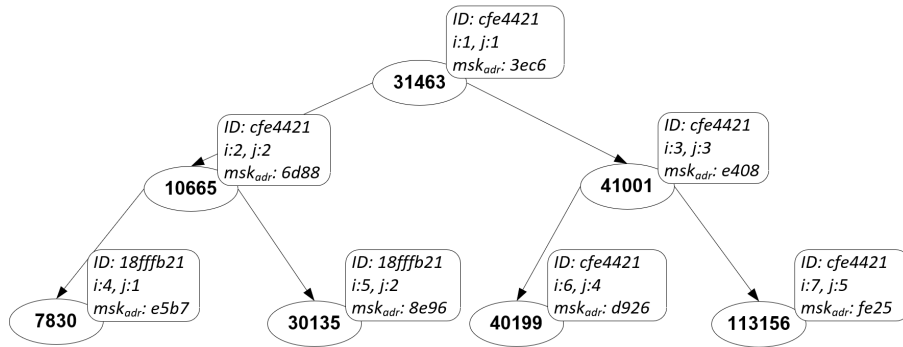 ID: cfe4421
i:1, j:1
msk_adr: 3ec6
31463
ID: cfe4421
i:2, j:2
msk_adr: 6d88
10665
ID: cfe4421
i:3, j:3
msk_adr: e408
41001
ID: 18fffb21
i:4, j:1
msk_adr: e5b7
7830
ID: 18fffb21
i:5, j:2
msk_adr: 8e96
30135
ID: cfe4421
i:6, j:4
msk_adr: d926
40199
ID: cfe4421
i:7, j:5
msk_adr: fe25
113156